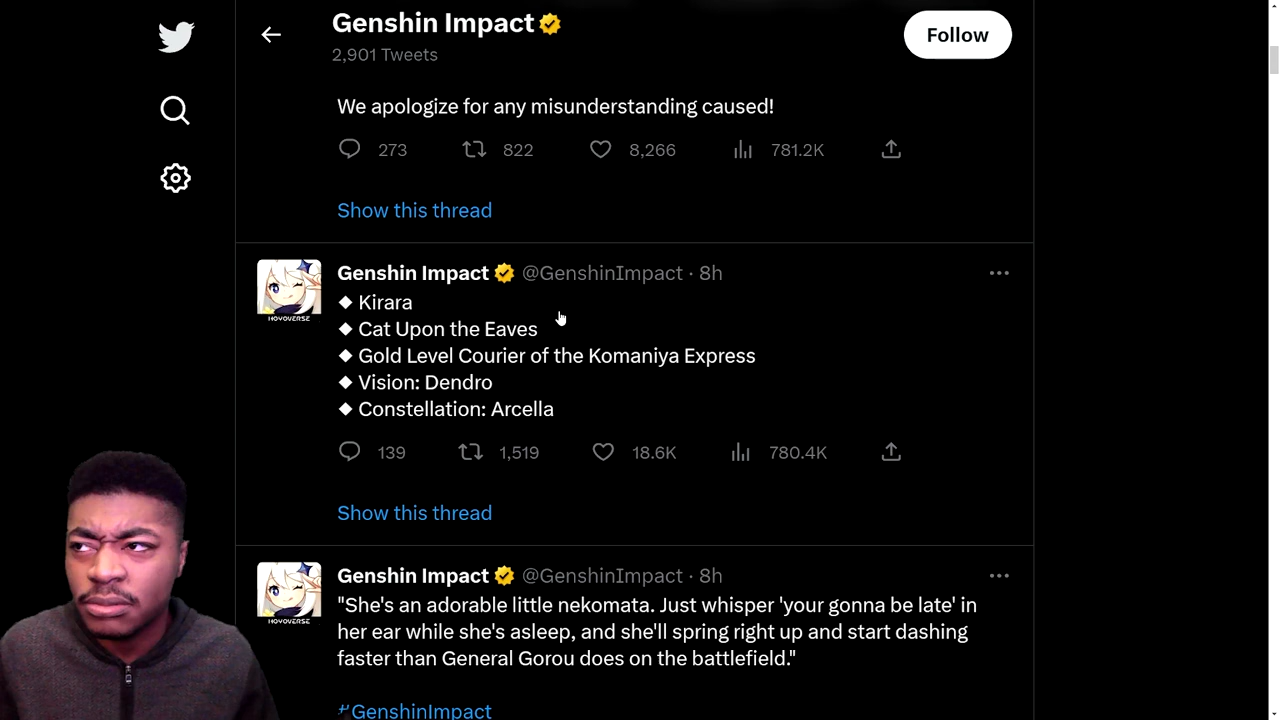 Genshin Impact
2,901 Tweets
Follow
We apologize for any misunderstanding caused!
273 822 8,266 781.2K
Show this thread
Genshin Impact @GenshinImpact · 8h
◆ Kirara
◆ Cat Upon the Eaves
◆ Gold Level Courier of the Komaniya Express
◆ Vision: Dendro
◆ Constellation: Arcella
139 1,519 18.6K 780.4K
Show this thread
HOYOVERSE
Genshin Impact @GenshinImpact · 8h
"She's an adorable little nekomata. Just whisper 'your gonna be late' in
her ear while she's asleep, and she'll spring right up and start dashing
faster than General Gorou does on the battlefield."
HOYOVERSE
#GenshinImpact